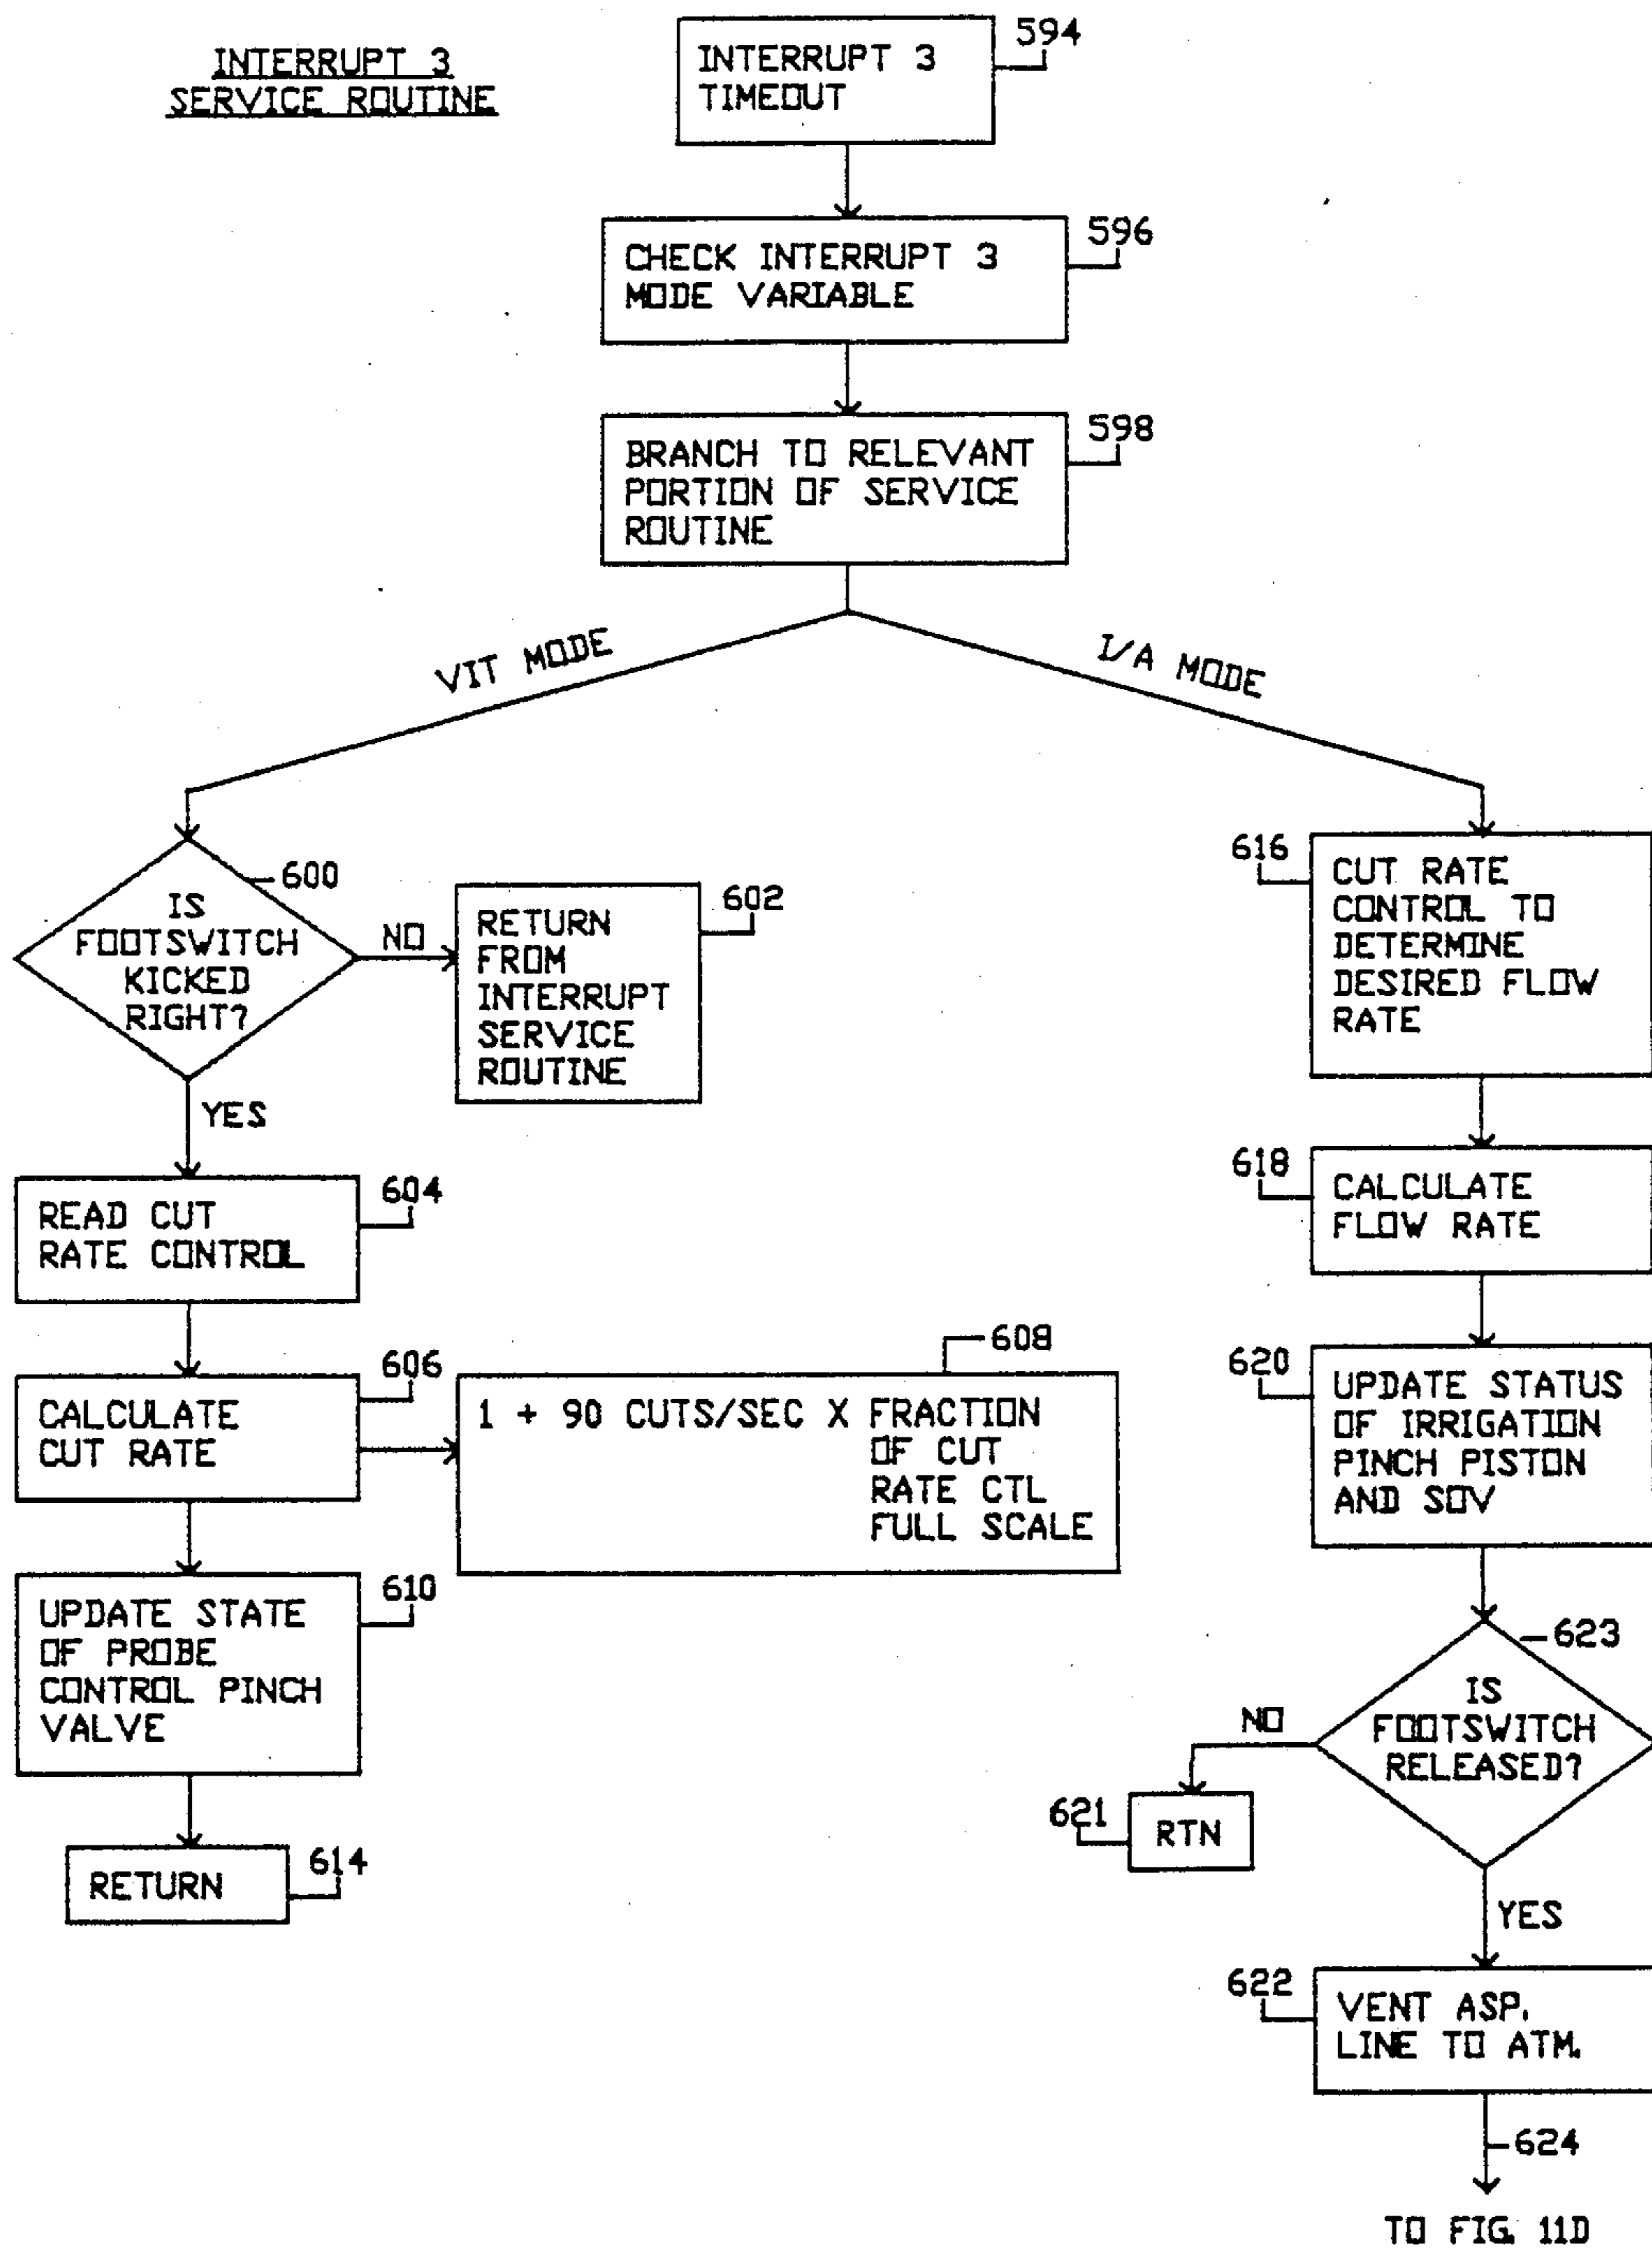 INTERRUPT 3
SERVICE ROUTINE
INTERRUPT 3
TIMEOUT
594
CHECK INTERRUPT 3
MODE VARIABLE
596
BRANCH TO RELEVANT
PORTION OF SERVICE
ROUTINE
598
VIT MODE
I/A MODE
IS
FOOTSWITCH
KICKED
RIGHT?
600
NO
RETURN
FROM
INTERRUPT
SERVICE
ROUTINE
602
YES
READ CUT
RATE CONTROL
604
CALCULATE
CUT RATE
606
1 + 90 CUTS/SEC X FRACTION
OF CUT
RATE CTL
FULL SCALE
608
UPDATE STATE
OF PROBE
CONTROL PINCH
VALVE
610
RETURN
614
616
CUT RATE
CONTROL TO
DETERMINE
DESIRED FLOW
RATE
618
CALCULATE
FLOW RATE
620
UPDATE STATUS
OF IRRIGATION
PINCH PISTON
AND SOV
623
IS
FOOTSWITCH
RELEASED?
NO
621
RTN
YES
622
VENT ASP.
LINE TO ATM.
624
TO FIG. 11D